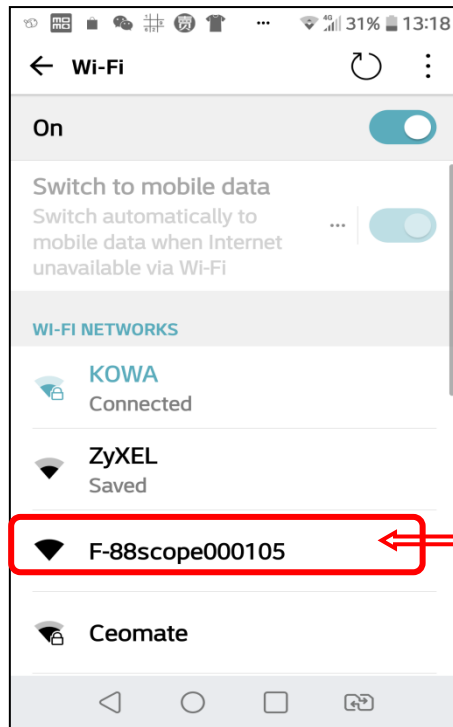 4G 31% 13:18
Wi-Fi
On
Switch to mobile data
Switch automatically to
mobile data when Internet
unavailable via Wi-Fi
WI-FI NETWORKS
KOWA
Connected
ZyXEL
Saved
F-88scope000105
Ceomate